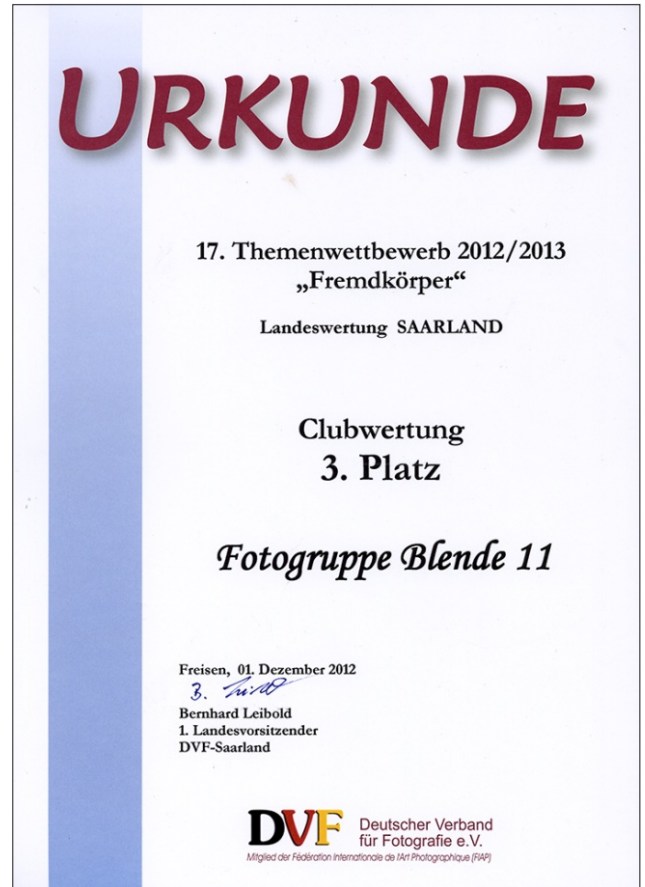 URKUNDE
17. Themenwettbewerb 2012/2013
„Fremdkörper“
Landeswertung SAARLAND
Clubwertung
3. Platz
Fotogruppe Blende 11
Freisen, 01. Dezember 2012
Bernhard Leibold
1. Landesvorsitzender
DVF-Saarland
DVF Deutscher Verband
für Fotografie e.V.
Mitglied der Fédération Internationale de l'Art Photographique (FIAP)